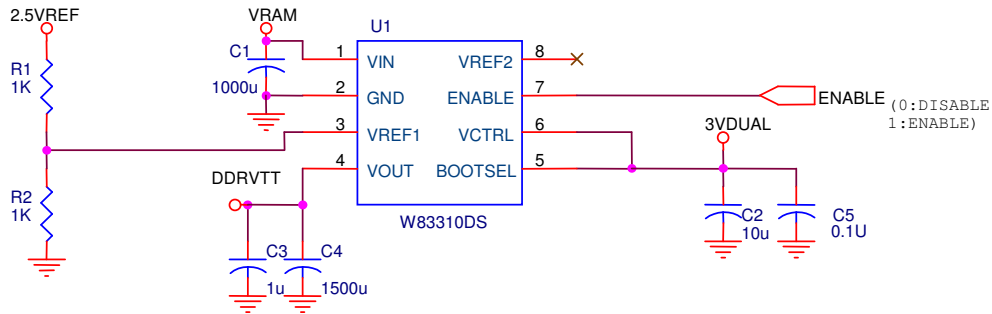 2.5VREF
R1
1K
R2
1K
VRAM
C1
1000u
U1
1
VIN
2
GND
3
VREF1
4
VOUT
8
VREF2
7
ENABLE
6
VCTRL
5
BOOTSEL
W83310DS
DDRVTT
C3
1u
C4
1500u
ENABLE
(0:DISABLE
1:ENABLE)
3VDUAL
C2
10u
C5
0.1U